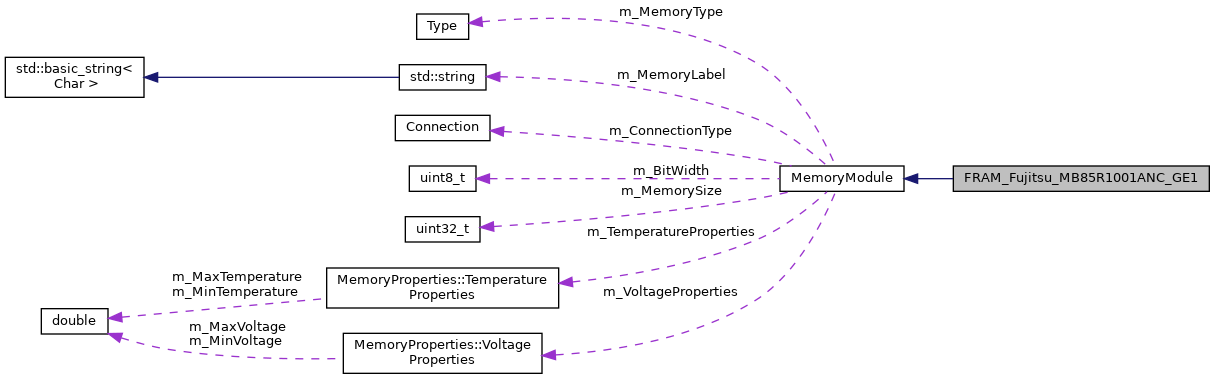 m_MemoryType
Type
std::basic_string<
Char >
std::string
m_MemoryLabel
Connection
m_ConnectionType
uint8_t
m_BitWidth
MemoryModule
FRAM_Fujitsu_MB85R1001ANC_GE1
m_MemorySize
uint32_t
m_TemperatureProperties
m_MaxTemperature
m_MinTemperature
MemoryProperties::Temperature
Properties
m_VoltageProperties
double
m_MaxVoltage
m_MinVoltage
MemoryProperties::Voltage
Properties